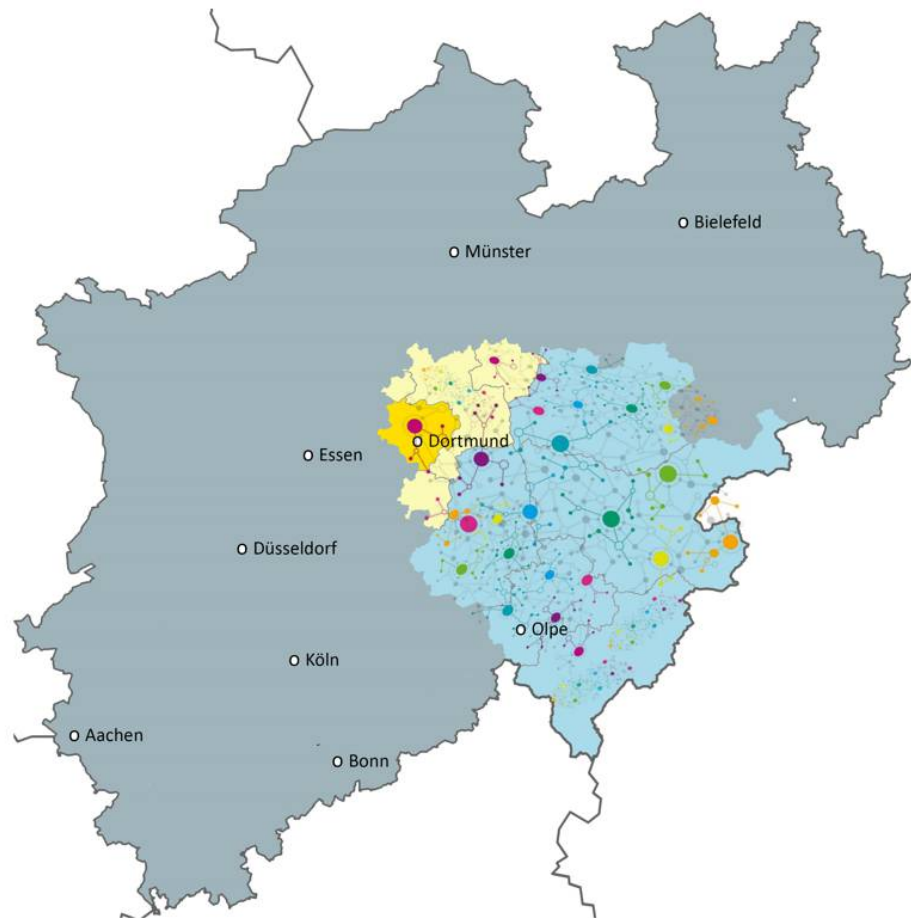 Bielefeld
Münster
Dortmund
Essen
Düsseldorf
Olpe
Köln
Aachen
Bonn